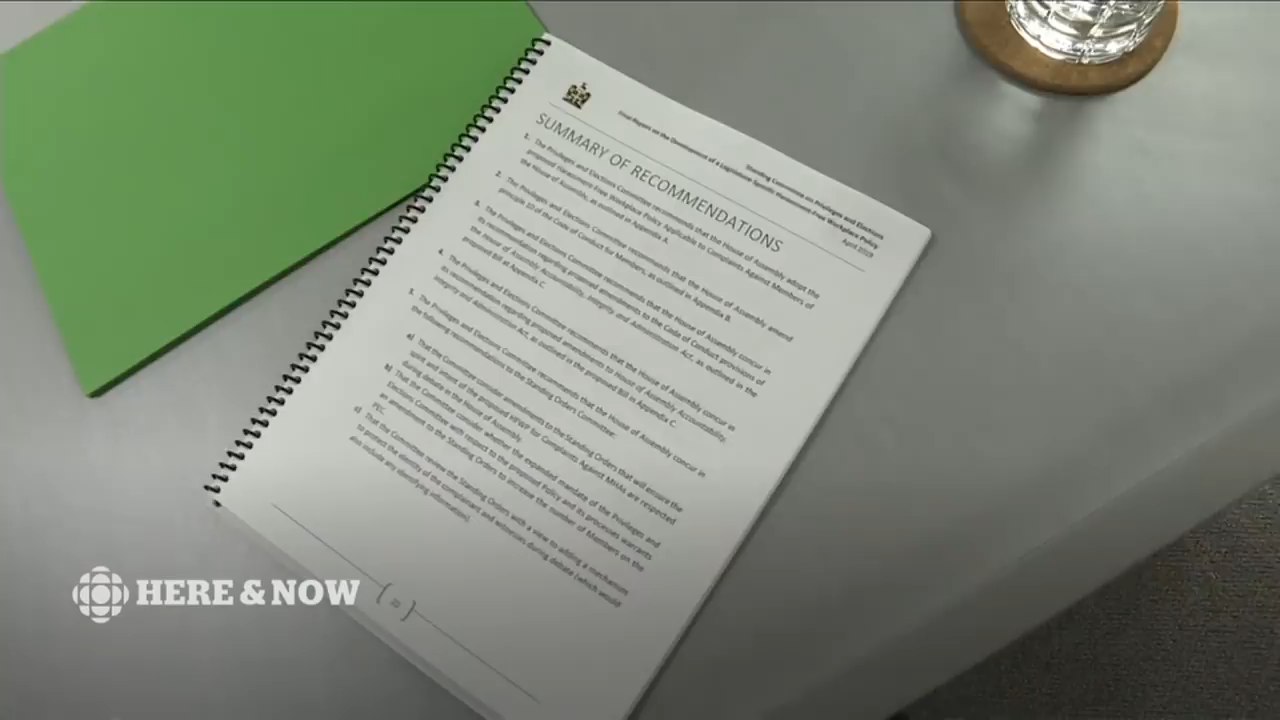 Standing Committee on Privileges and Elections
Final Report on the Development of a Legislature-Specific Harassment-Free Workplace Policy
April 2019
SUMMARY OF RECOMMENDATIONS
1. The Privileges and Elections Committee recommends that the House of Assembly adopt the
proposed Harassment-Free Workplace Policy Applicable to Complaints Against Members of
the House of Assembly, as outlined in Appendix A.
2. The Privileges and Elections Committee recommends that the House of Assembly amend
principle 10 of the Code of Conduct for Members, as outlined in Appendix B.
3. The Privileges and Elections Committee recommends that the House of Assembly concur in
its recommendation regarding proposed amendments to the Code of Conduct provisions of
the House of Assembly Accountability, Integrity and Administration Act, as outlined in the
proposed Bill at Appendix C.
4. The Privileges and Elections Committee recommends that the House of Assembly concur in
its recommendation regarding proposed amendments to House of Assembly Accountability,
Integrity and Administration Act, as outlined in the proposed Bill in Appendix C.
5. The Privileges and Elections Committee recommends that the House of Assembly concur in
the following recommendations to the Standing Orders Committee:
a) That the Committee consider amendments to the Standing Orders that will ensure the
spirit and intent of the proposed HFWP for Complaints Against MHAs are respected
during debate in the House of Assembly.
b) That the Committee consider whether the expanded mandate of the Privileges and
Elections Committee with respect to the proposed Policy and its processes warrants
an amendment to the Standing Orders to increase the number of Members on the
PEC.
c) That the Committee review the Standing Orders with a view to adding a mechanism
to protect the identity of the complainant and witnesses during debate (which would
also include any identifying information).
HERE & NOW